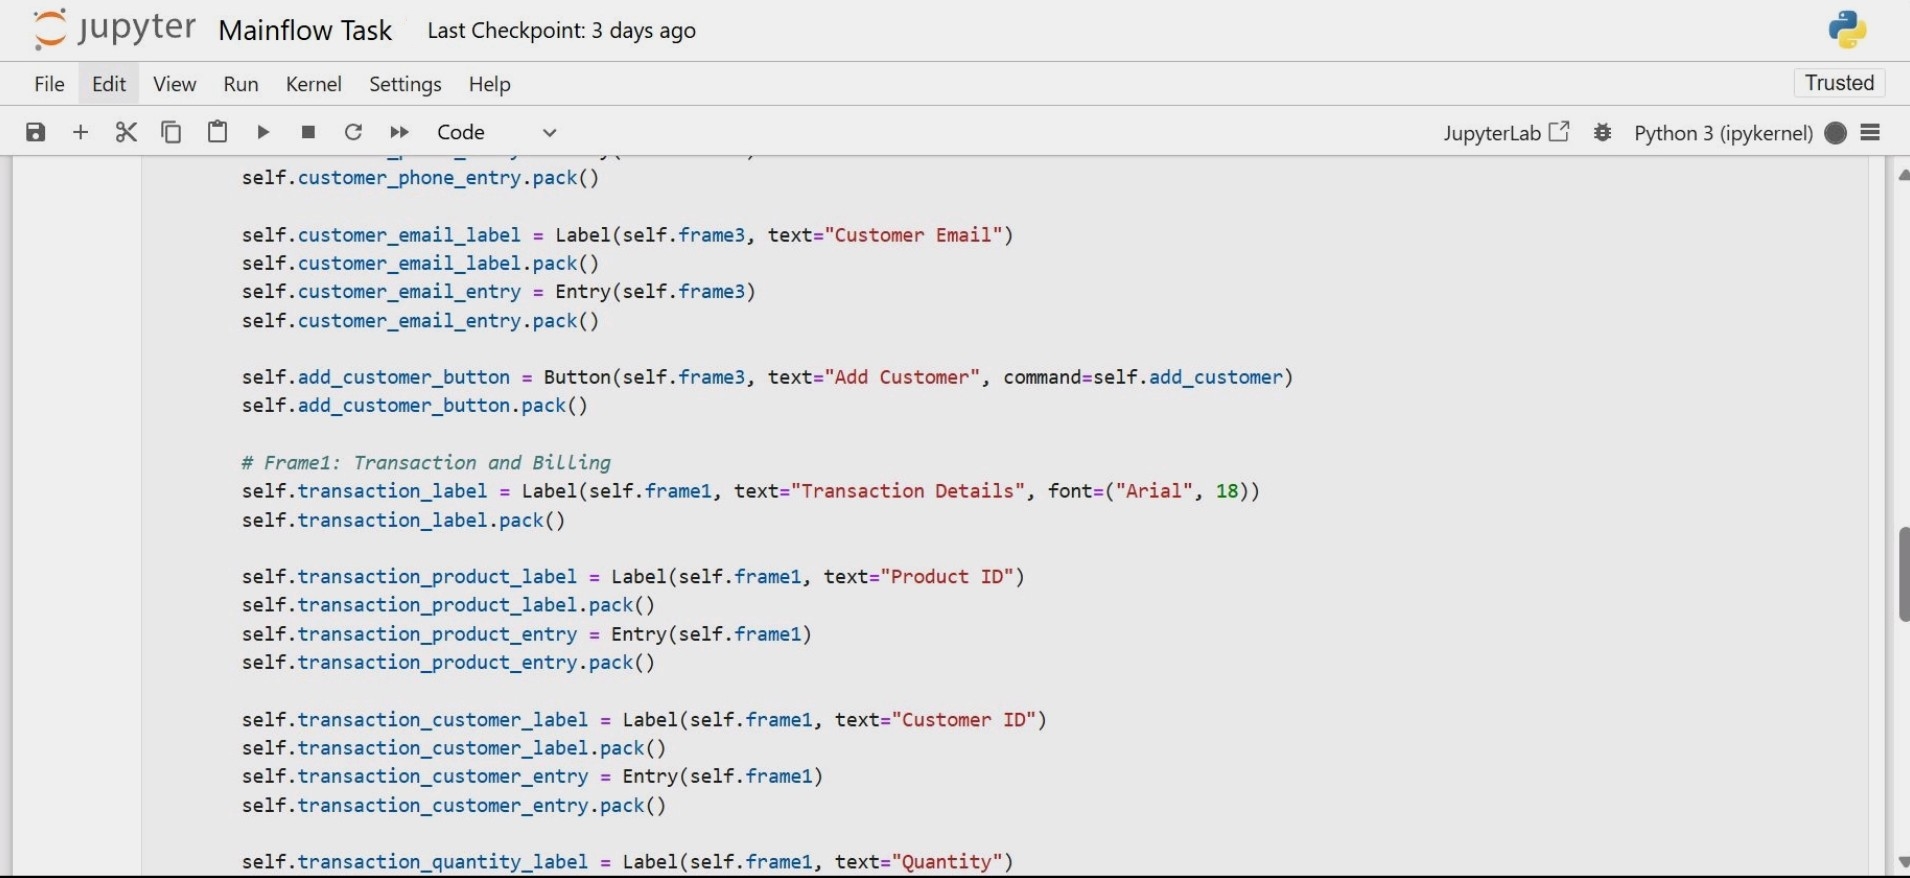 jupyter Mainflow Task Last Checkpoint: 3 days ago
File Edit View Run Kernel Settings Help Trusted
Code JupyterLab Python 3 (ipykernel)
self.customer_phone_entry.pack()
self.customer_email_label = Label(self.frame3, text="Customer Email")
self.customer_email_label.pack()
self.customer_email_entry = Entry(self.frame3)
self.customer_email_entry.pack()
self.add_customer_button = Button(self.frame3, text="Add Customer", command=self.add_customer)
self.add_customer_button.pack()
# Frame1: Transaction and Billing
self.transaction_label = Label(self.frame1, text="Transaction Details", font=("Arial", 18))
self.transaction_label.pack()
self.transaction_product_label = Label(self.frame1, text="Product ID")
self.transaction_product_label.pack()
self.transaction_product_entry = Entry(self.frame1)
self.transaction_product_entry.pack()
self.transaction_customer_label = Label(self.frame1, text="Customer ID")
self.transaction_customer_label.pack()
self.transaction_customer_entry = Entry(self.frame1)
self.transaction_customer_entry.pack()
self.transaction_quantity_label = Label(self.frame1, text="Quantity")